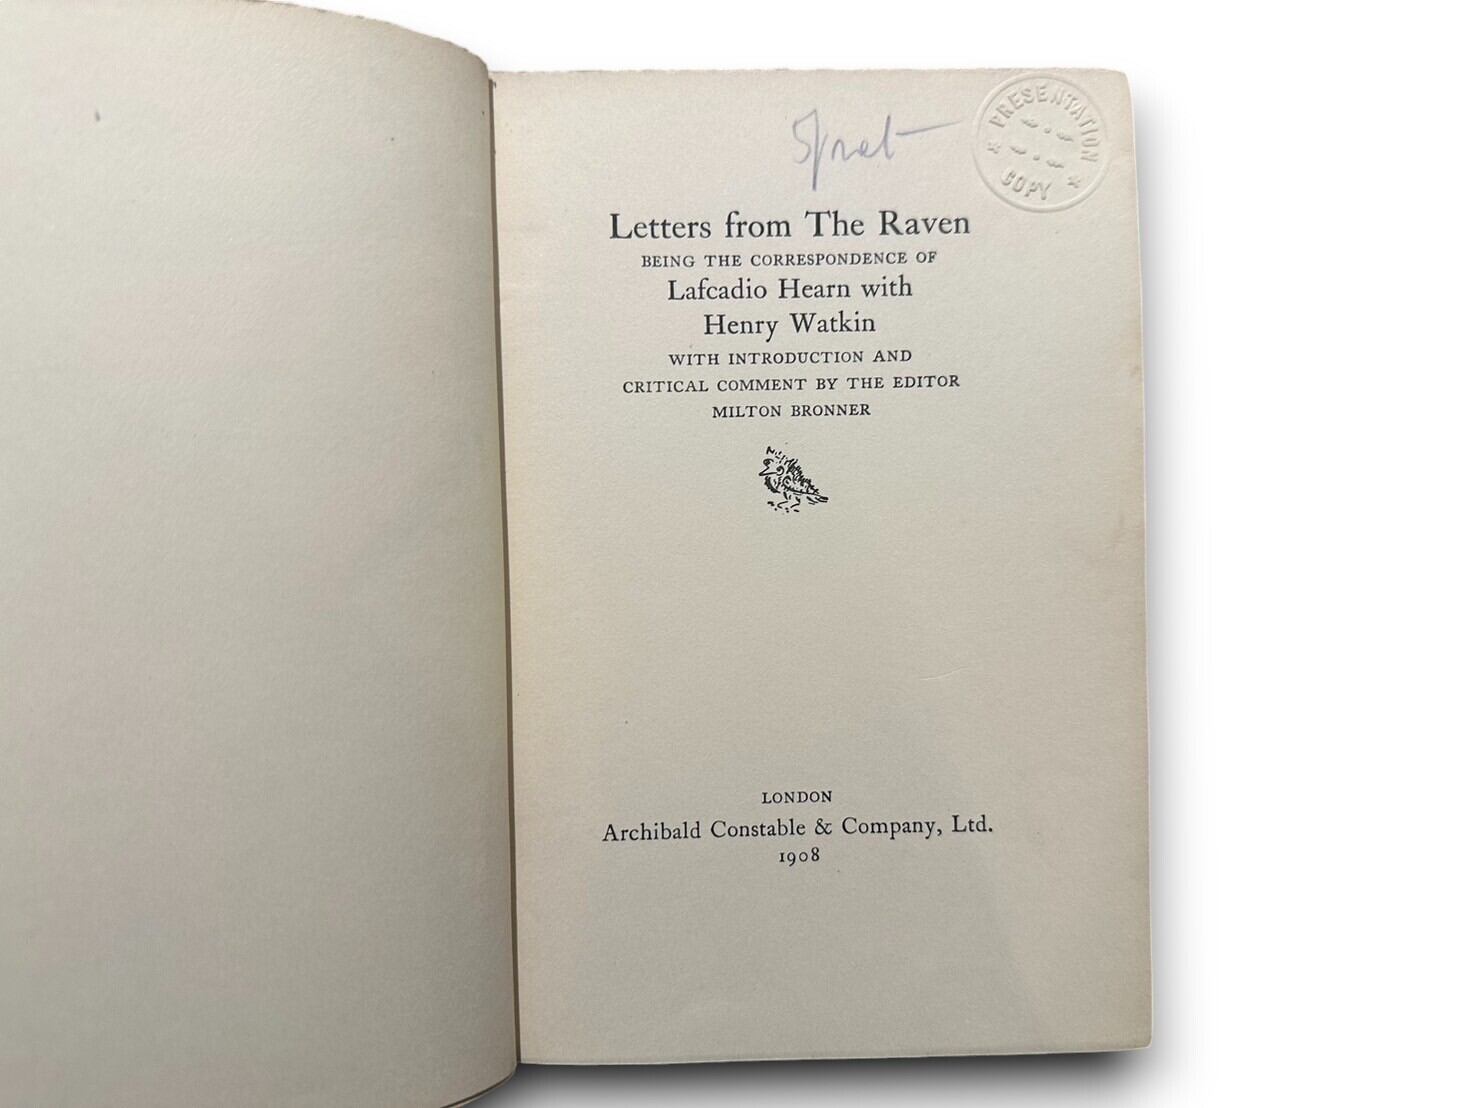 PRESENTATION COPY
Letters from The Raven
BEING THE CORRESPONDENCE OF
Lafcadio Hearn with
Henry Watkin
WITH INTRODUCTION AND
CRITICAL COMMENT BY THE EDITOR
MILTON BRONNER
LONDON
Archibald Constable & Company, Ltd.
1908